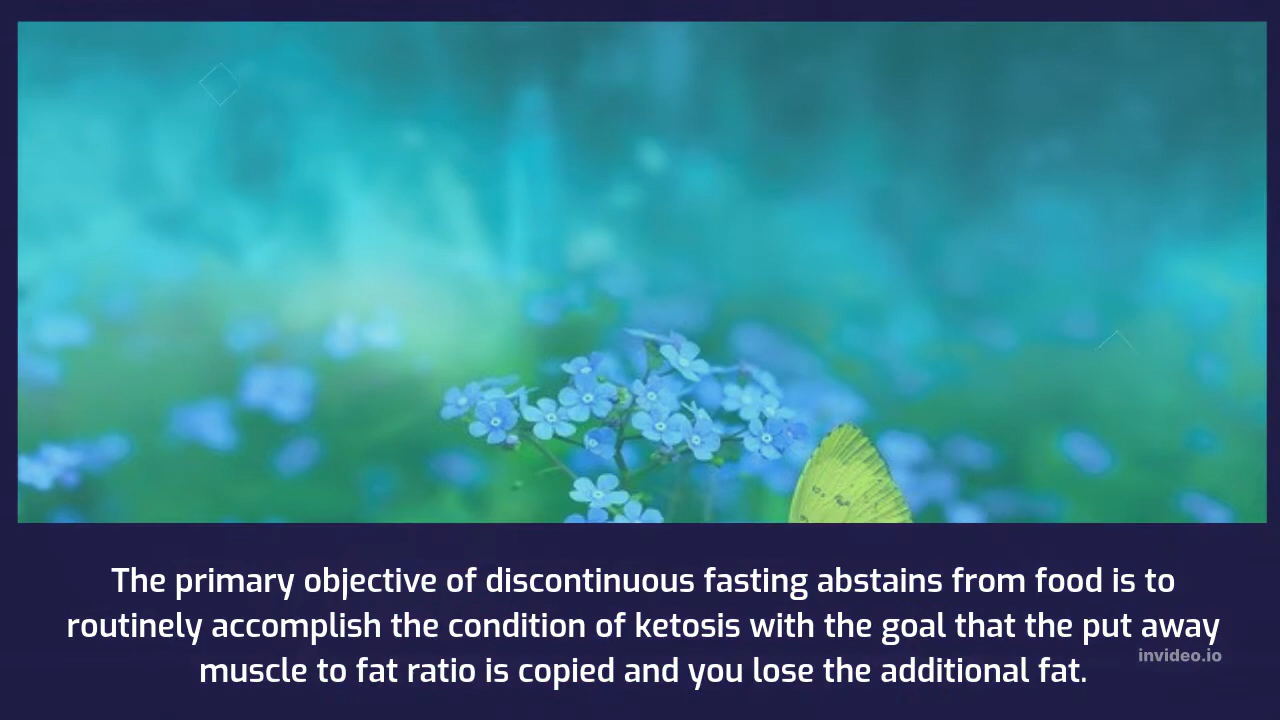 The primary objective of discontinuous fasting abstains from food is to
routinely accomplish the condition of ketosis with the goal that the put away
muscle to fat ratio is copied and you lose the additional fat.
invideo.io